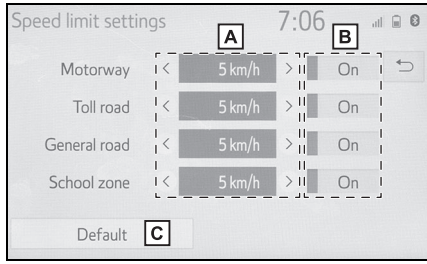 Speed limit settings 7:06
A B
Motorway < 5 km/h > On
Toll road < 5 km/h > On
General road < 5 km/h > On
School zone < 5 km/h > On
Default C